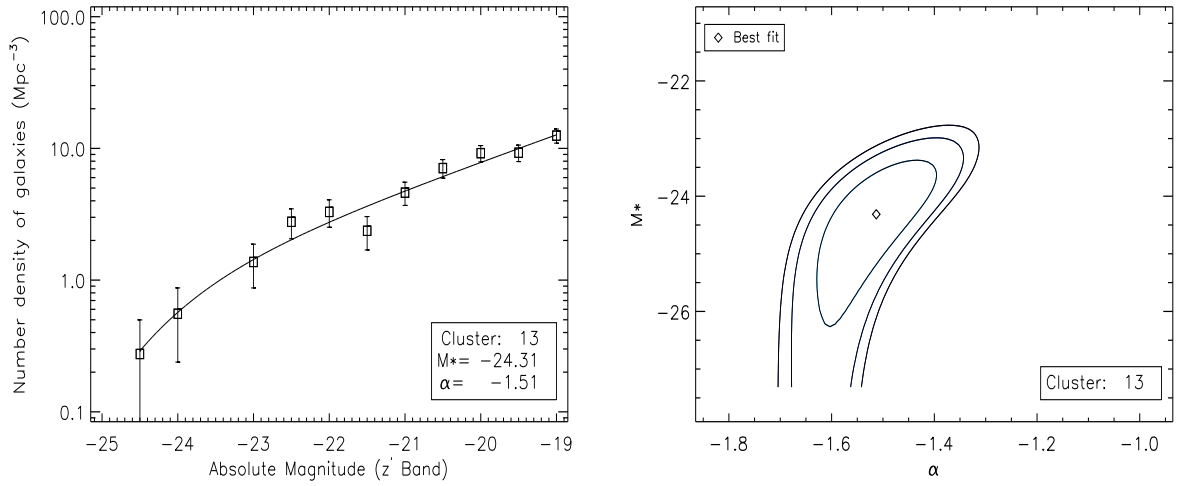 Number density of galaxies (Mpc⁻³)
100.0
10.0
1.0
0.1
Cluster: 13
M*= −24.31
α= −1.51
−25 −24 −23 −22 −21 −20 −19
Absolute Magnitude (z' Band)
M*
−22
−24
−26
◇ Best fit
Cluster: 13
−1.8 −1.6 −1.4 −1.2 −1.0
α